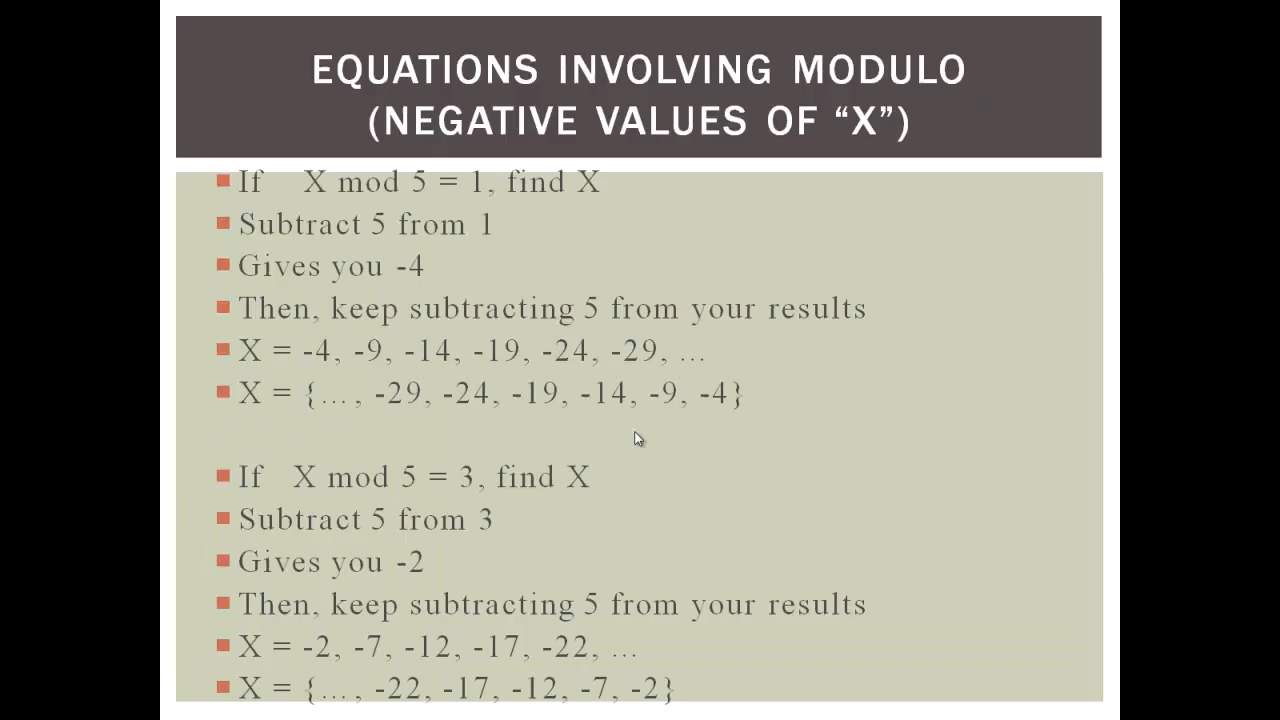 EQUATIONS INVOLVING MODULO
(NEGATIVE VALUES OF “X”)
If X mod 5 = 1, find X
Subtract 5 from 1
Gives you -4
Then, keep subtracting 5 from your results
X = -4, -9, -14, -19, -24, -29, ...
X = {..., -29, -24, -19, -14, -9, -4}
If X mod 5 = 3, find X
Subtract 5 from 3
Gives you -2
Then, keep subtracting 5 from your results
X = -2, -7, -12, -17, -22, ...
X = {..., -22, -17, -12, -7, -2}